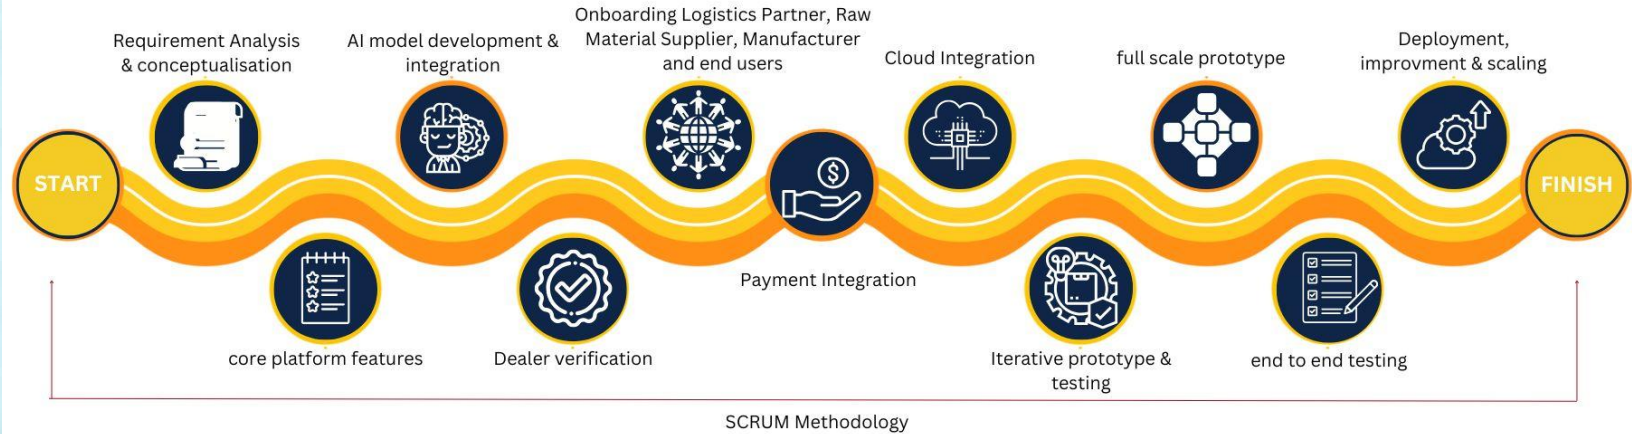 START
Requirement Analysis
& conceptualisation
core platform features
AI model development &
integration
Dealer verification
Onboarding Logistics Partner, Raw
Material Supplier, Manufacturer
and end users
$
Payment Integration
Cloud Integration
Iterative prototype &
testing
full scale prototype
end to end testing
Deployment,
improvment & scaling
FINISH
SCRUM Methodology